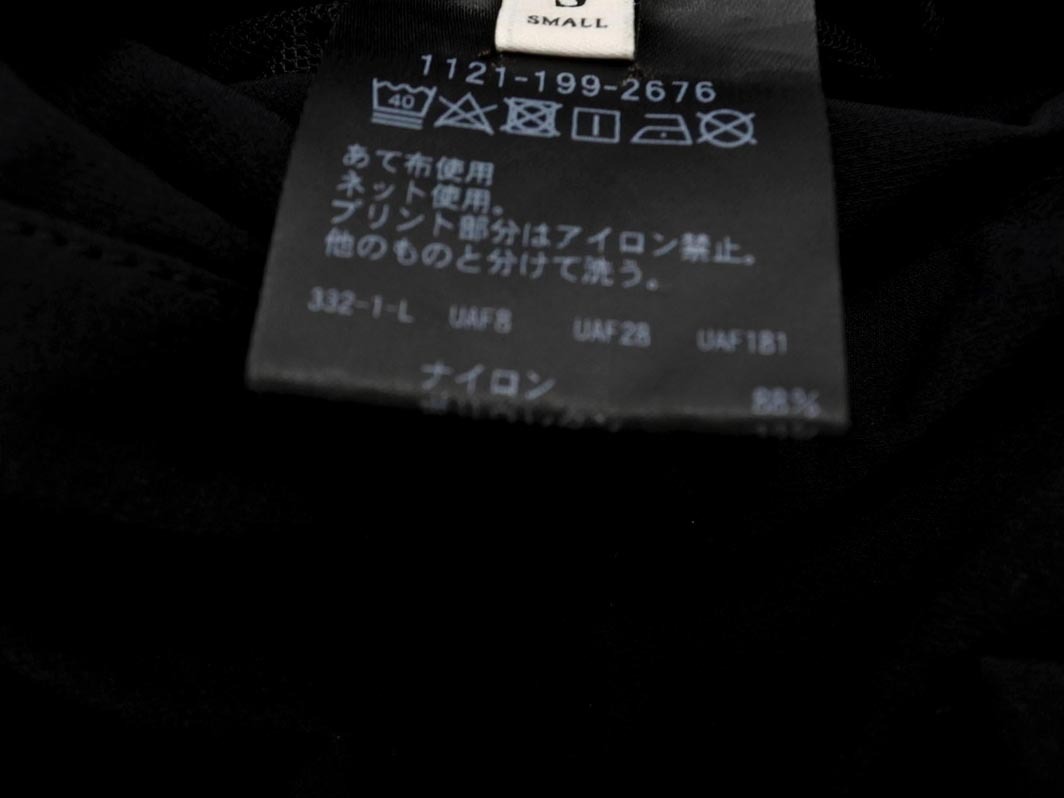 SMALL
1121-199-2676
40
あて布使用
ネット使用。
プリント部分はアイロン禁止。
他のものと分けて洗う。
332-1-L UAF8 UAF28 UAF181
ナイロン 88%